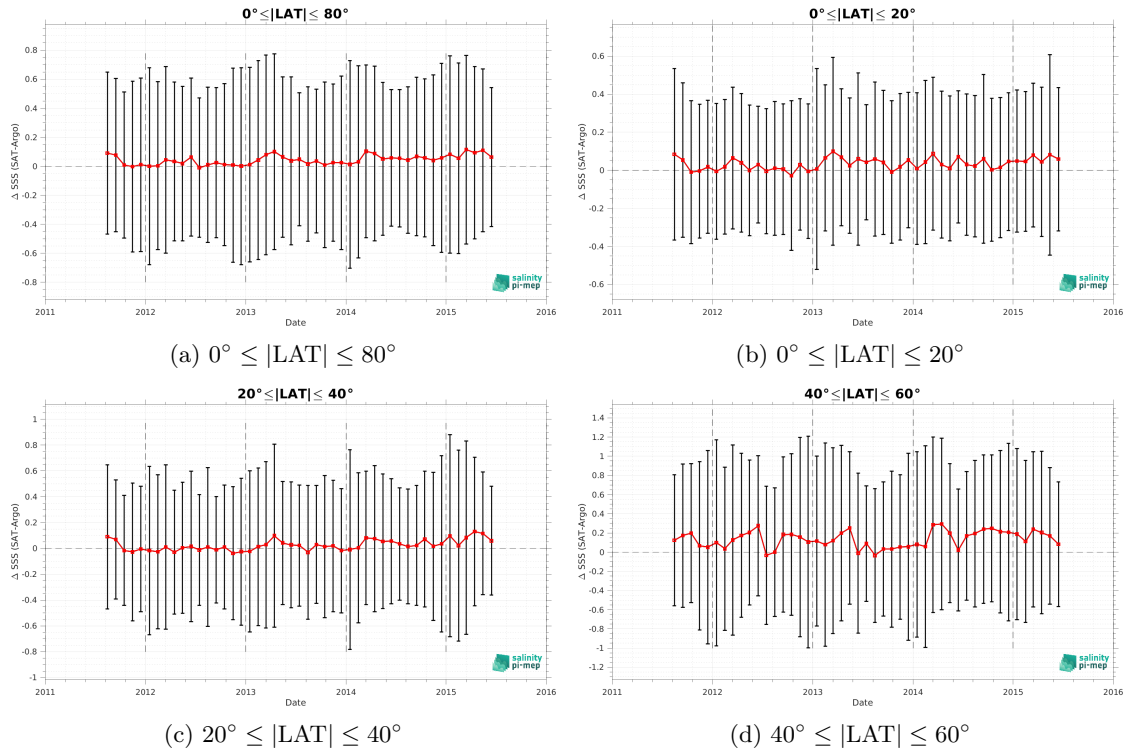 0°≤|LAT|≤ 80°
Δ SSS (SAT-Argo)
0.8
0.6
0.4
0.2
0
-0.2
-0.4
-0.6
-0.8
2011 2012 2013 2014 2015 2016
Date
salinity
pi-mep
(a) 0° ≤ |LAT| ≤ 80°
0°≤|LAT|≤ 20°
Δ SSS (SAT-Argo)
0.6
0.4
0.2
0
-0.2
-0.4
-0.6
2011 2012 2013 2014 2015 2016
Date
salinity
pi-mep
(b) 0° ≤ |LAT| ≤ 20°
20°≤|LAT|≤ 40°
Δ SSS (SAT-Argo)
1
0.8
0.6
0.4
0.2
0
-0.2
-0.4
-0.6
-0.8
-1
2011 2012 2013 2014 2015 2016
Date
salinity
pi-mep
(c) 20° ≤ |LAT| ≤ 40°
40°≤|LAT|≤ 60°
Δ SSS (SAT-Argo)
1.4
1.2
1
0.8
0.6
0.4
0.2
0
-0.2
-0.4
-0.6
-0.8
-1
-1.2
2011 2012 2013 2014 2015 2016
Date
salinity
pi-mep
(d) 40° ≤ |LAT| ≤ 60°